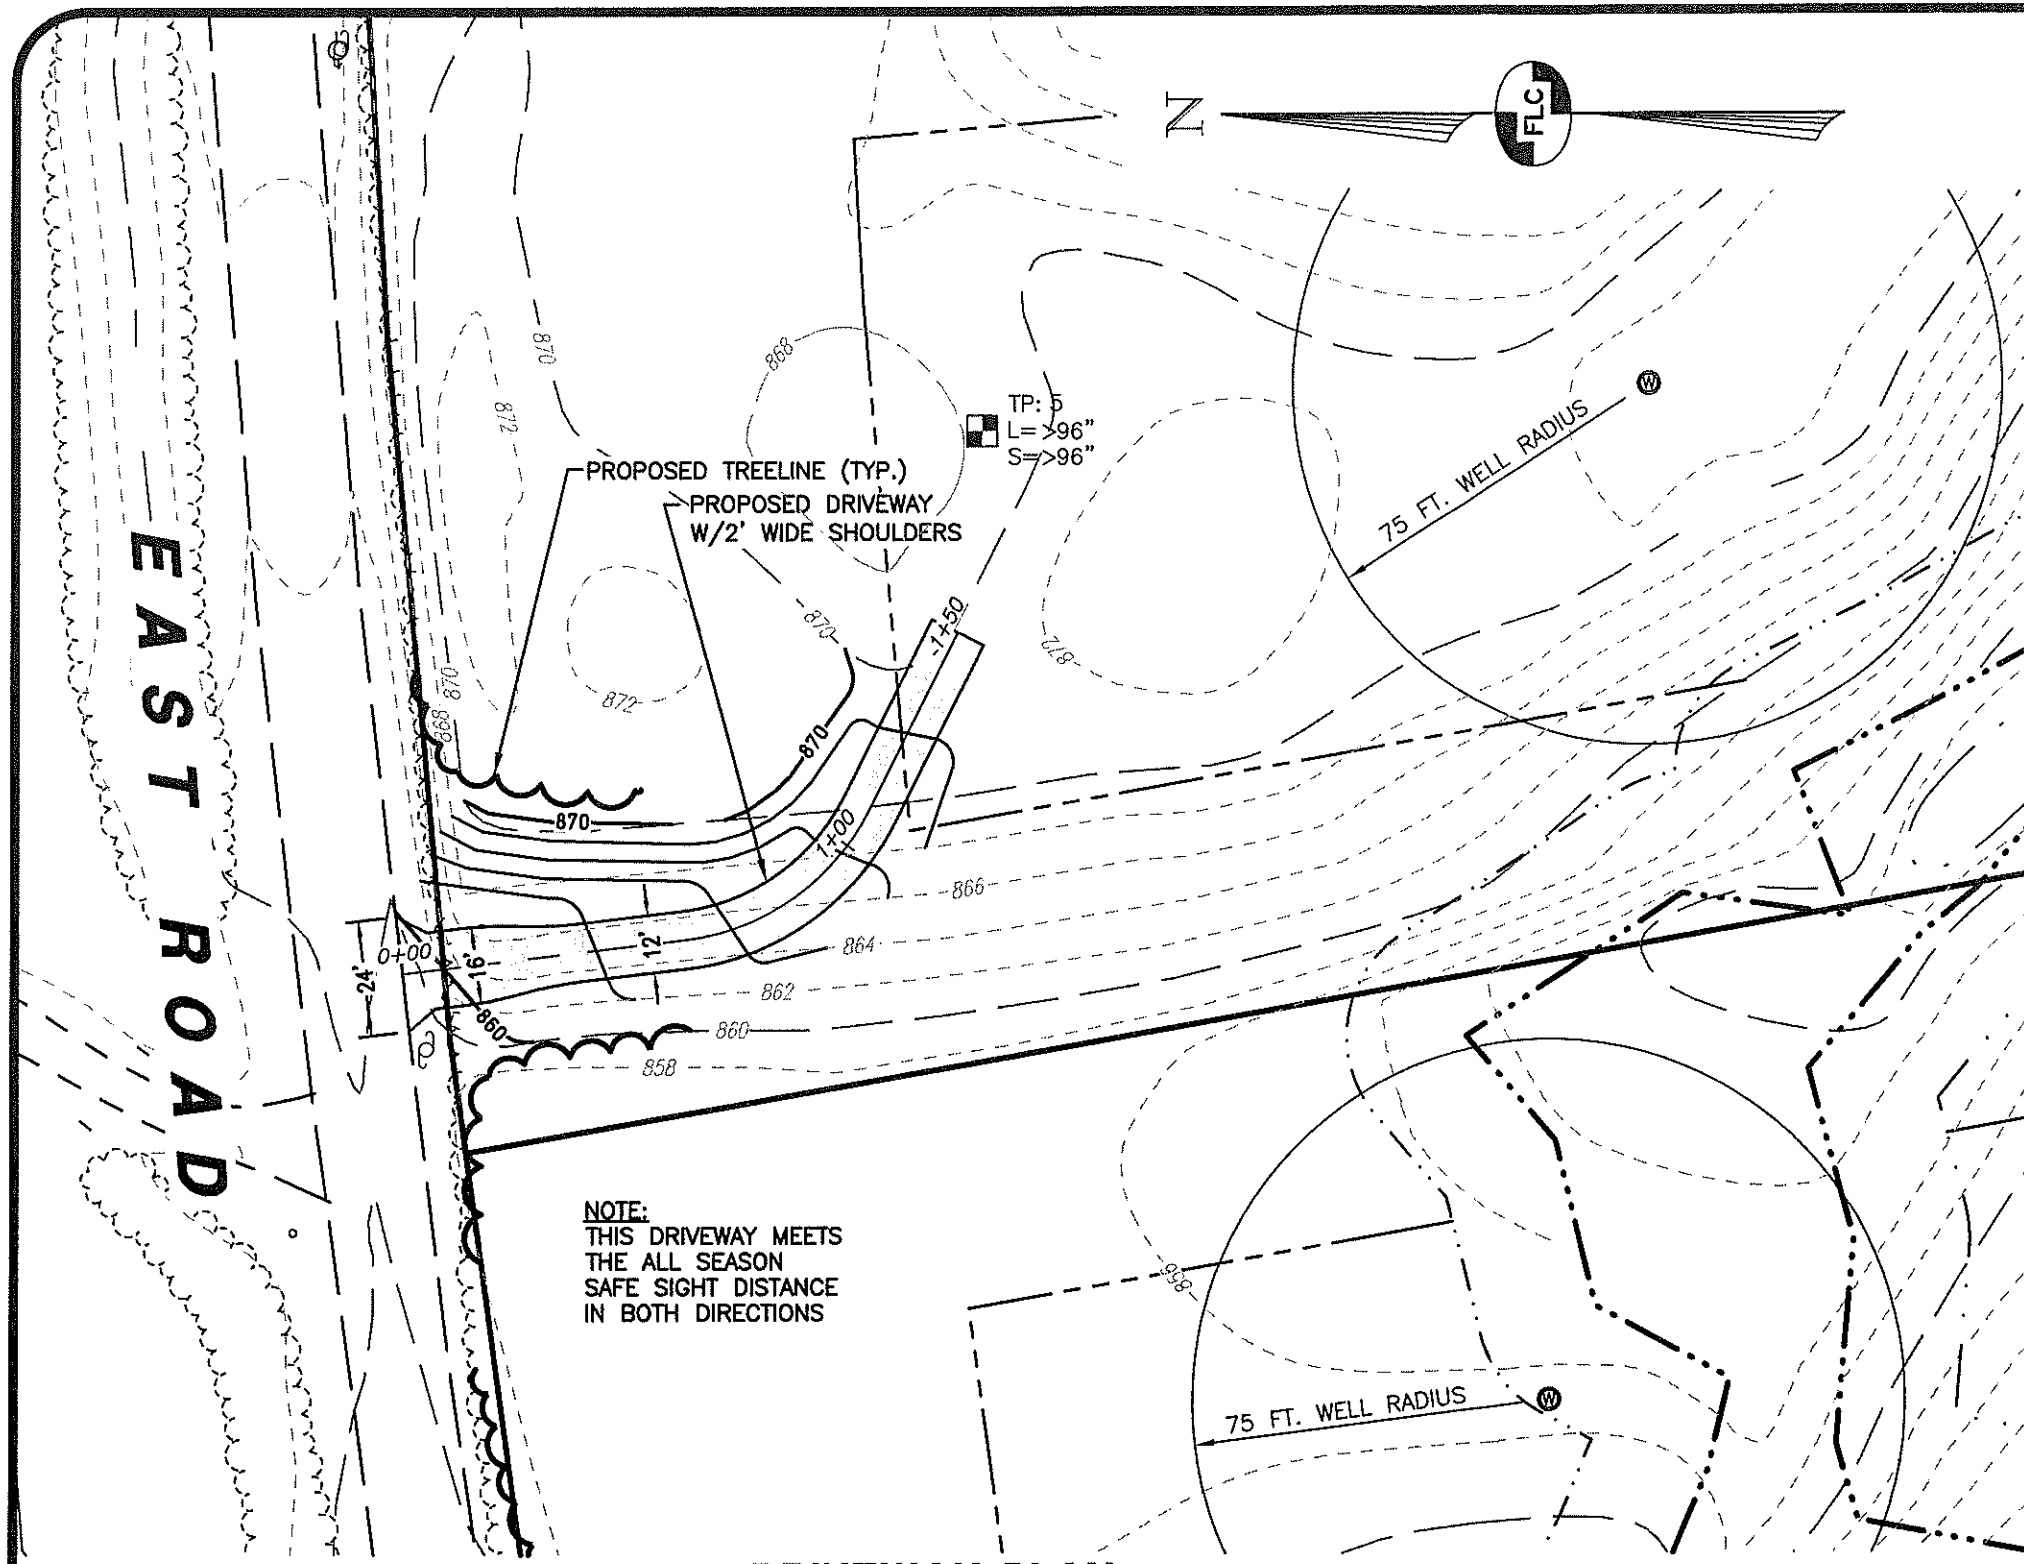 N
FLC
868
870
872
TP: 5
L= >96"
S=>96"
PROPOSED TREELINE (TYP.)
PROPOSED DRIVEWAY
W/2' WIDE SHOULDERS
75 FT. WELL RADIUS
W
EAST ROAD
870
1+50
872
872
868
870
870
870
1+00
866
864
862
860
858
0+00
24'
16'
12'
860
NOTE:
THIS DRIVEWAY MEETS
THE ALL SEASON
SAFE SIGHT DISTANCE
IN BOTH DIRECTIONS
75 FT. WELL RADIUS
W